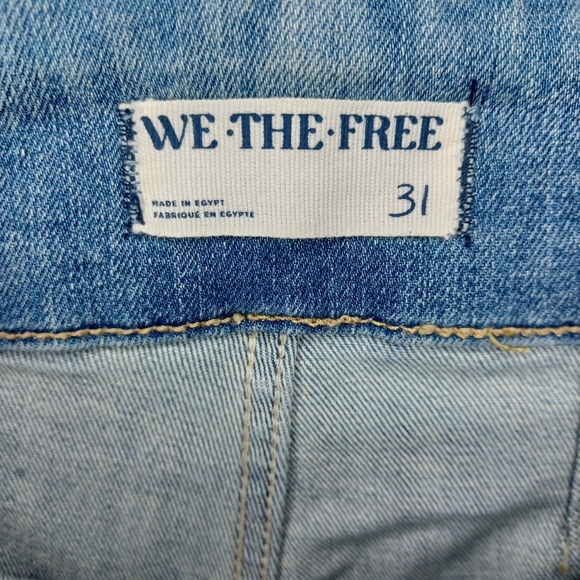 WE·THE·FREE
MADE IN EGYPT
FABRIQUÉ EN EGYPTE
31